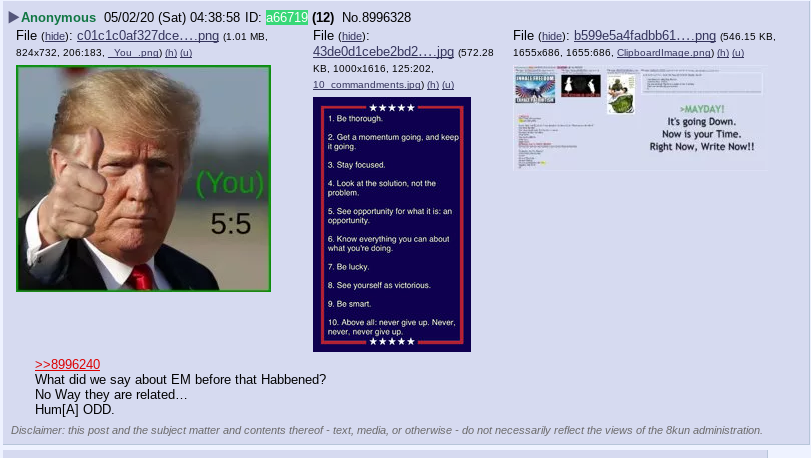 Anonymous 05/02/20 (Sat) 04:38:58 ID: a66719 (12) No.8996328
File (hide): c01c1c0af327dce….png (1.01 MB,
824x732, 206:183, _You_.png) (h) (u)
(You)
5:5
File (hide):
43de0d1cebe2bd2….jpg (572.28
KB, 1000x1616, 125:202,
10_commandments.jpg) (h) (u)
1. Be thorough.
2. Get a momentum going, and keep
it going.
3. Stay focused.
4. Look at the solution, not the
problem.
5. See opportunity for what it is: an
opportunity.
6. Know everything you can about
what you're doing.
7. Be lucky.
8. See yourself as victorious.
9. Be smart.
10. Above all: never give up. Never,
never, never give up.
File (hide): b599e5a4fadbb61….png (546.15 KB,
1655x686, 1655:686, ClipboardImage.png) (h) (u)
>MAYDAY!
It's going Down.
Now is your Time.
Right Now, Write Now!!
>>8996240
What did we say about EM before that Habbened?
No Way they are related…
Hum[A] ODD.
Disclaimer: this post and the subject matter and contents thereof - text, media, or otherwise - do not necessarily reflect the views of the 8kun administration.